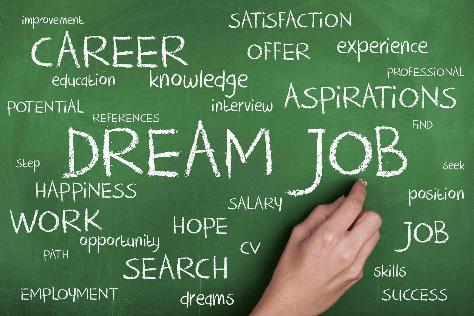 improvement
SATISFACTION
CAREER
OFFER
experience
education
knowledge
PROFESSIONAL
POTENTIAL
interview
ASPIRATIONS
REFERENCES
FIND
DREAM JOB
Step
seek
HAPPINESS
SALARY
position
WORK
HOPE
JOB
opportunity
CV
PATH
SEARCH
skills
EMPLOYMENT
dreams
SUCCESS